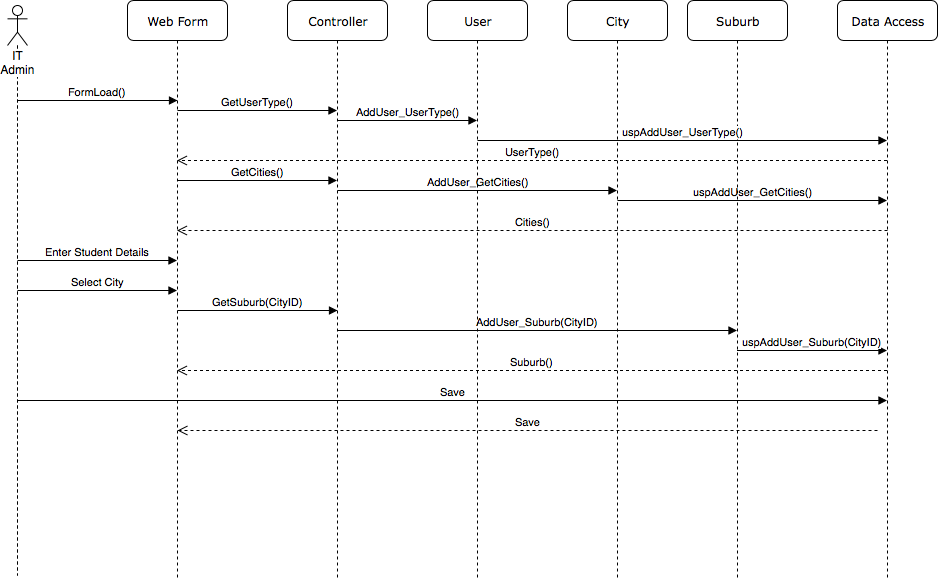 Web Form
Controller
User
City
Suburb
Data Access
IT
Admin
FormLoad()
GetUserType()
AddUser_UserType()
uspAddUser_UserType()
UserType()
GetCities()
AddUser_GetCities()
uspAddUser_GetCities()
Cities()
Enter Student Details
Select City
GetSuburb(CityID)
AddUser_Suburb(CityID)
uspAddUser_Suburb(CityID)
Suburb()
Save
Save